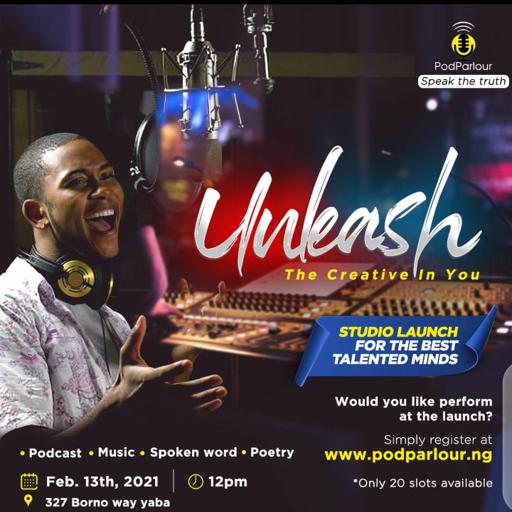 PodParlour
Speak the truth
Unleash
The Creative In You
STUDIO LAUNCH
FOR THE BEST
TALENTED MINDS
Would you like perform
at the launch?
Simply register at
www.podparlour.ng
*Only 20 slots available
• Podcast • Music • Spoken word • Poetry
Feb. 13th, 2021 | 12pm
327 Borno way yaba